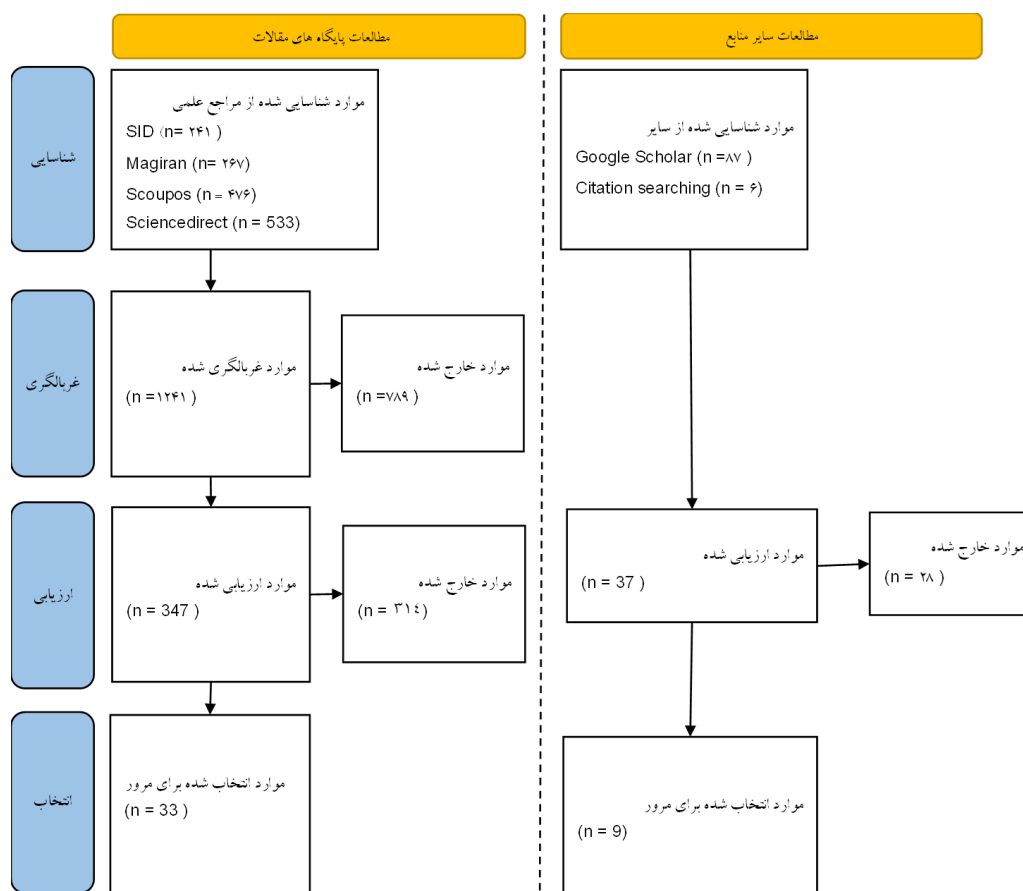 مطالعات پایگاه های مقالات
مطالعات سایر منابع
شناسایی
موارد شناسایی شده از مراجع علمی
SID (n= ۲۴۱ )
Magiran (n= ۲۶۷)
Scoupos (n = ۴۷۶)
Sciencedirect (n = 533)
موارد شناسایی شده از سایر
Google Scholar (n =۸۷ )
Citation searching (n = ۶)
غربالگری
موارد غربالگری شده
(n =۱۲۴۱ )
موارد خارج شده
(n =۷۸۹ )
ارزیابی
موارد ارزیابی شده
(n = 347 )
موارد خارج شده
(n = ۳۱٤)
موارد ارزیابی شده
(n = 37 )
موارد خارج شده
(n = ۲۸ )
انتخاب
موارد انتخاب شده برای مرور
(n = 33 )
موارد انتخاب شده برای مرور
(n = 9)